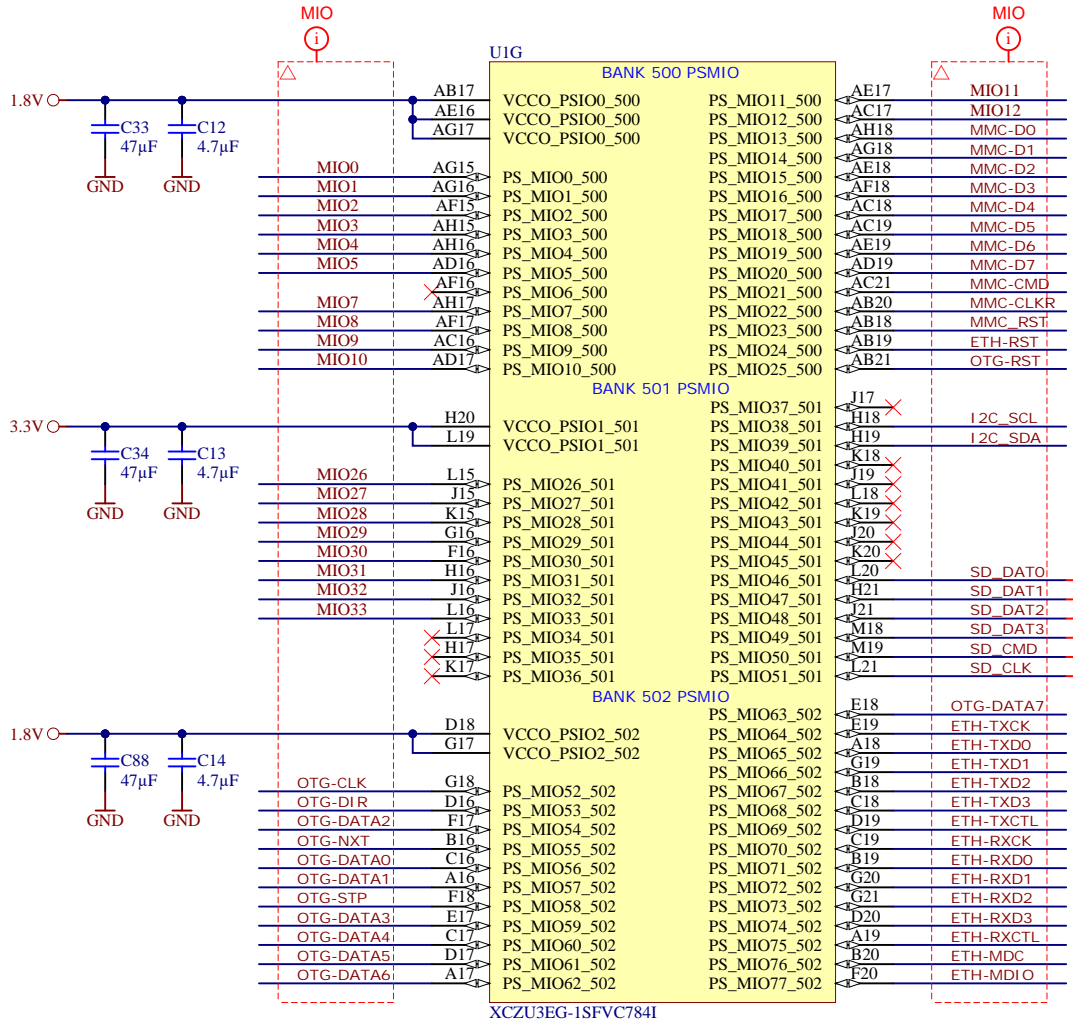 MIO
MIO
i
i
U1G
BANK 500 PSMIO
1.8V
AB17 VCCO_PSIO0_500 PS_MIO11_500 AE17 MIO11
AE16 VCCO_PSIO0_500 PS_MIO12_500 AC17 MIO12
AG17 VCCO_PSIO0_500 PS_MIO13_500 AH18 MMC-D0
C33 C12
47µF 4.7µF
GND GND
PS_MIO14_500 AG18 MMC-D1
MIO0 AG15 PS_MIO0_500 PS_MIO15_500 AE18 MMC-D2
MIO1 AG16 PS_MIO1_500 PS_MIO16_500 AF18 MMC-D3
MIO2 AF15 PS_MIO2_500 PS_MIO17_500 AC18 MMC-D4
MIO3 AH15 PS_MIO3_500 PS_MIO18_500 AC19 MMC-D5
MIO4 AH16 PS_MIO4_500 PS_MIO19_500 AE19 MMC-D6
MIO5 AD16 PS_MIO5_500 PS_MIO20_500 AD19 MMC-D7
AF16 PS_MIO6_500 PS_MIO21_500 AC21 MMC-CMD
MIO7 AH17 PS_MIO7_500 PS_MIO22_500 AB20 MMC-CLKR
MIO8 AF17 PS_MIO8_500 PS_MIO23_500 AB18 MMC_RST
MIO9 AC16 PS_MIO9_500 PS_MIO24_500 AB19 ETH-RST
MIO10 AD17 PS_MIO10_500 PS_MIO25_500 AB21 OTG-RST
BANK 501 PSMIO
PS_MIO37_501 J17
3.3V H20 VCCO_PSIO1_501 PS_MIO38_501 H18 I2C_SCL
L19 VCCO_PSIO1_501 PS_MIO39_501 H19 I2C_SDA
C34 C13
47µF 4.7µF
GND GND
PS_MIO40_501 K18
MIO26 L15 PS_MIO26_501 PS_MIO41_501 J19
MIO27 J15 PS_MIO27_501 PS_MIO42_501 L18
MIO28 K15 PS_MIO28_501 PS_MIO43_501 K19
MIO29 G16 PS_MIO29_501 PS_MIO44_501 J20
MIO30 F16 PS_MIO30_501 PS_MIO45_501 K20
MIO31 H16 PS_MIO31_501 PS_MIO46_501 L20 SD_DAT0
MIO32 J16 PS_MIO32_501 PS_MIO47_501 H21 SD_DAT1
MIO33 L16 PS_MIO33_501 PS_MIO48_501 J21 SD_DAT2
L17 PS_MIO34_501 PS_MIO49_501 M18 SD_DAT3
H17 PS_MIO35_501 PS_MIO50_501 M19 SD_CMD
K17 PS_MIO36_501 PS_MIO51_501 L21 SD_CLK
BANK 502 PSMIO
PS_MIO63_502 E18 OTG-DATA7
1.8V D18 VCCO_PSIO2_502 PS_MIO64_502 E19 ETH-TXCK
G17 VCCO_PSIO2_502 PS_MIO65_502 A18 ETH-TXD0
C88 C14
47µF 4.7µF
GND GND
PS_MIO66_502 G19 ETH-TXD1
OTG-CLK G18 PS_MIO52_502 PS_MIO67_502 B18 ETH-TXD2
OTG-DIR D16 PS_MIO53_502 PS_MIO68_502 C18 ETH-TXD3
OTG-DATA2 F17 PS_MIO54_502 PS_MIO69_502 D19 ETH-TXCTL
OTG-NXT B16 PS_MIO55_502 PS_MIO70_502 C19 ETH-RXCK
OTG-DATA0 C16 PS_MIO56_502 PS_MIO71_502 B19 ETH-RXD0
OTG-DATA1 A16 PS_MIO57_502 PS_MIO72_502 G20 ETH-RXD1
OTG-STP F18 PS_MIO58_502 PS_MIO73_502 G21 ETH-RXD2
OTG-DATA3 E17 PS_MIO59_502 PS_MIO74_502 D20 ETH-RXD3
OTG-DATA4 C17 PS_MIO60_502 PS_MIO75_502 A19 ETH-RXCTL
OTG-DATA5 D17 PS_MIO61_502 PS_MIO76_502 B20 ETH-MDC
OTG-DATA6 A17 PS_MIO62_502 PS_MIO77_502 F20 ETH-MDIO
XCZU3EG-1SFVC784I